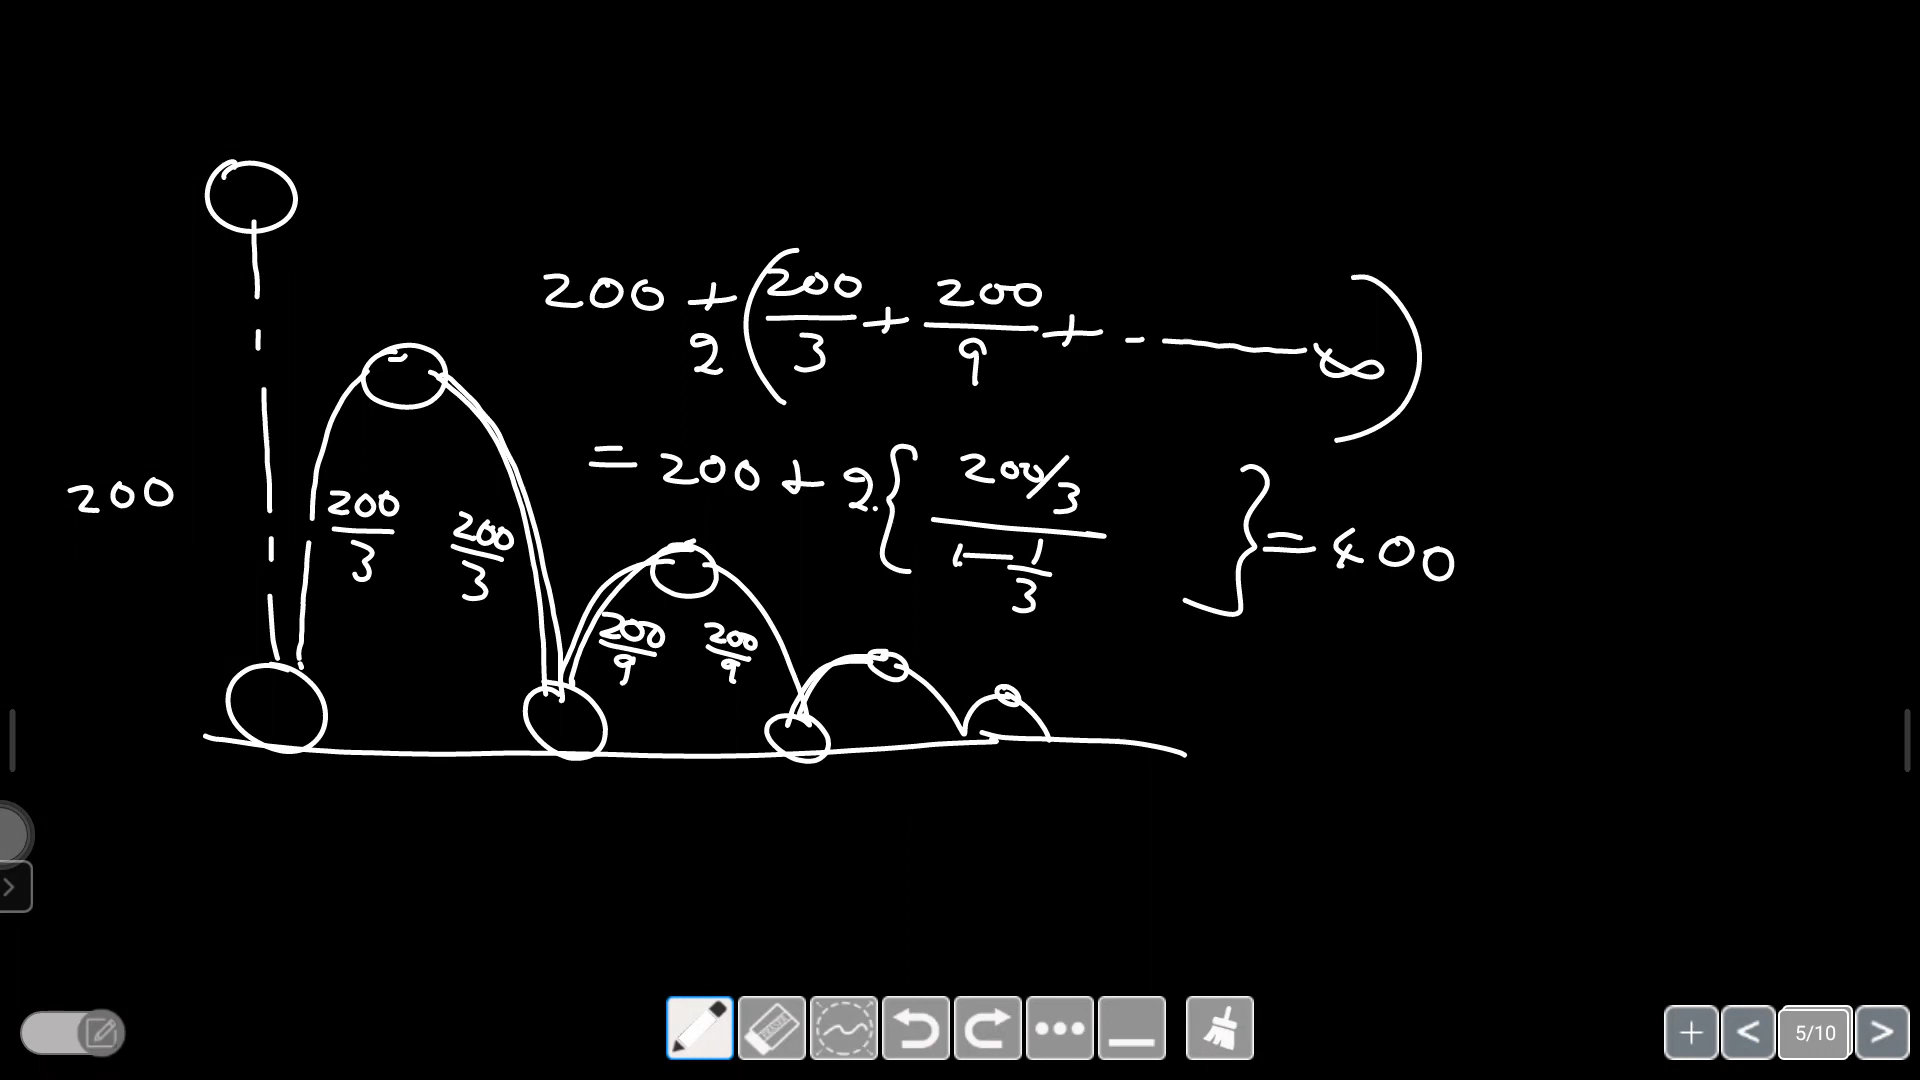 200 + 2 ( 200/3 + 200/9 + - —— ∞ )
= 200 + 2. { 200/3 / 1 - 1/3 } = 400
200
200/3 200/3
200/9 200/9
5/10